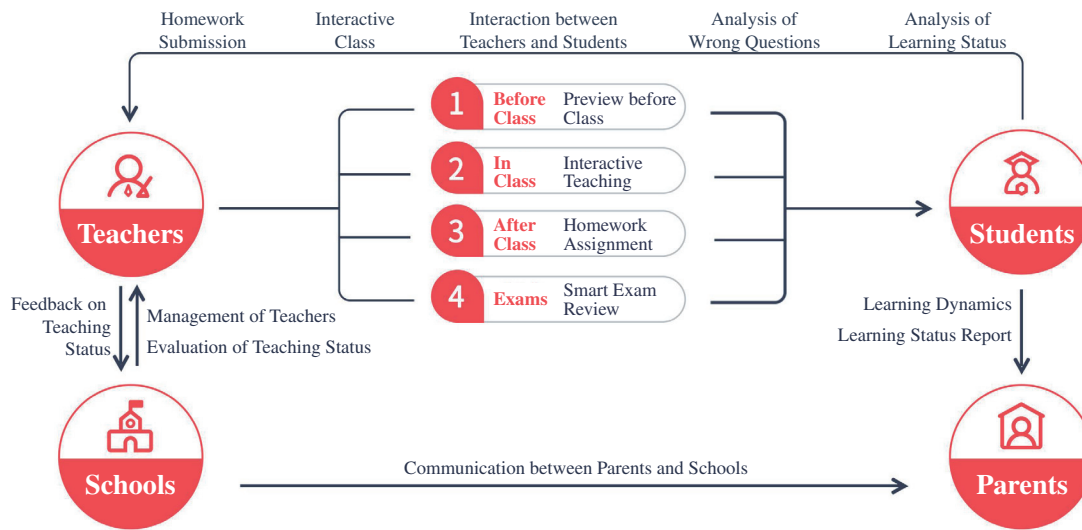 Homework
Submission
Interactive
Class
Interaction between
Teachers and Students
Analysis of
Wrong Questions
Analysis of
Learning Status
Teachers
1
Before
Class
Preview before
Class
2
In
Class
Interactive
Teaching
3
After
Class
Homework
Assignment
4
Exams
Smart Exam
Review
Students
Feedback on
Teaching
Status
Management of Teachers
Evaluation of Teaching Status
Learning Dynamics
Learning Status Report
Schools
Communication between Parents and Schools
Parents